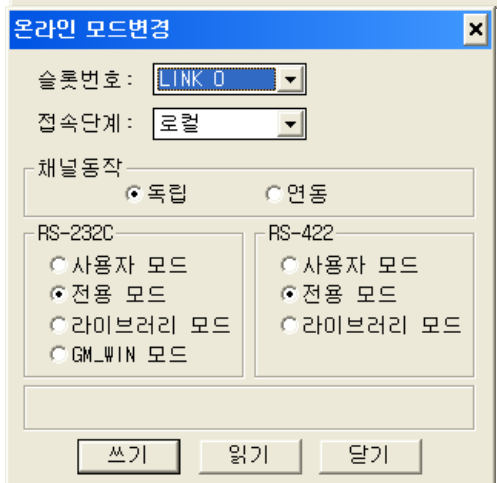 온라인 모드변경
슬롯번호: LINK 0
접속단계: 로컬
채널동작
독립 연동
RS-232C
사용자 모드
전용 모드
라이브러리 모드
GM_WIN 모드
RS-422
사용자 모드
전용 모드
라이브러리 모드
쓰기 읽기 닫기